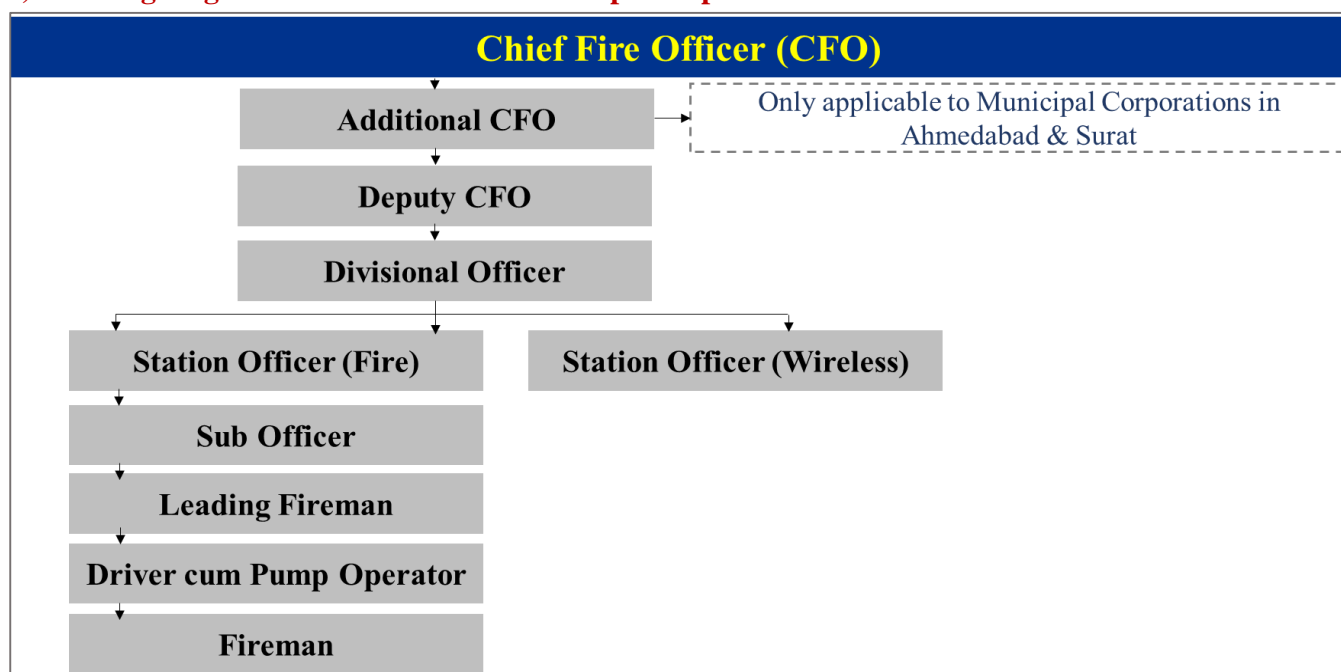 Chief Fire Officer (CFO)
Additional CFO
Only applicable to Municipal Corporations in
Ahmedabad & Surat
Deputy CFO
Divisional Officer
Station Officer (Fire)
Station Officer (Wireless)
Sub Officer
Leading Fireman
Driver cum Pump Operator
Fireman